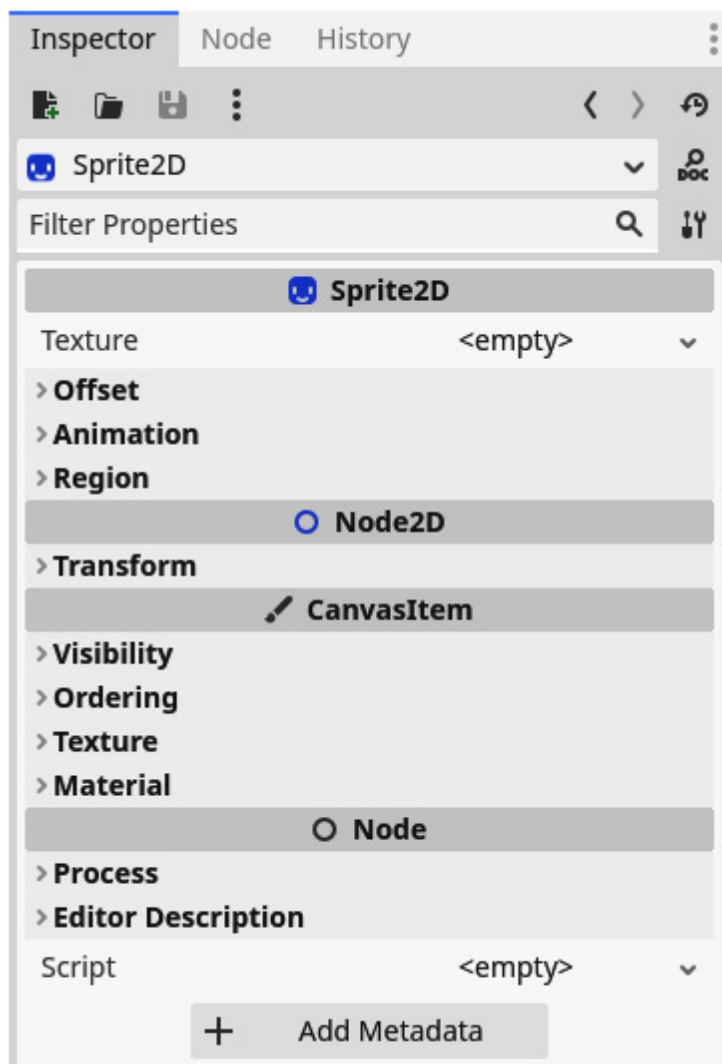 Inspector Node History
Sprite2D
DOC
Filter Properties
Sprite2D
Texture <empty>
Offset
Animation
Region
Node2D
Transform
CanvasItem
Visibility
Ordering
Texture
Material
Node
Process
Editor Description
Script <empty>
Add Metadata